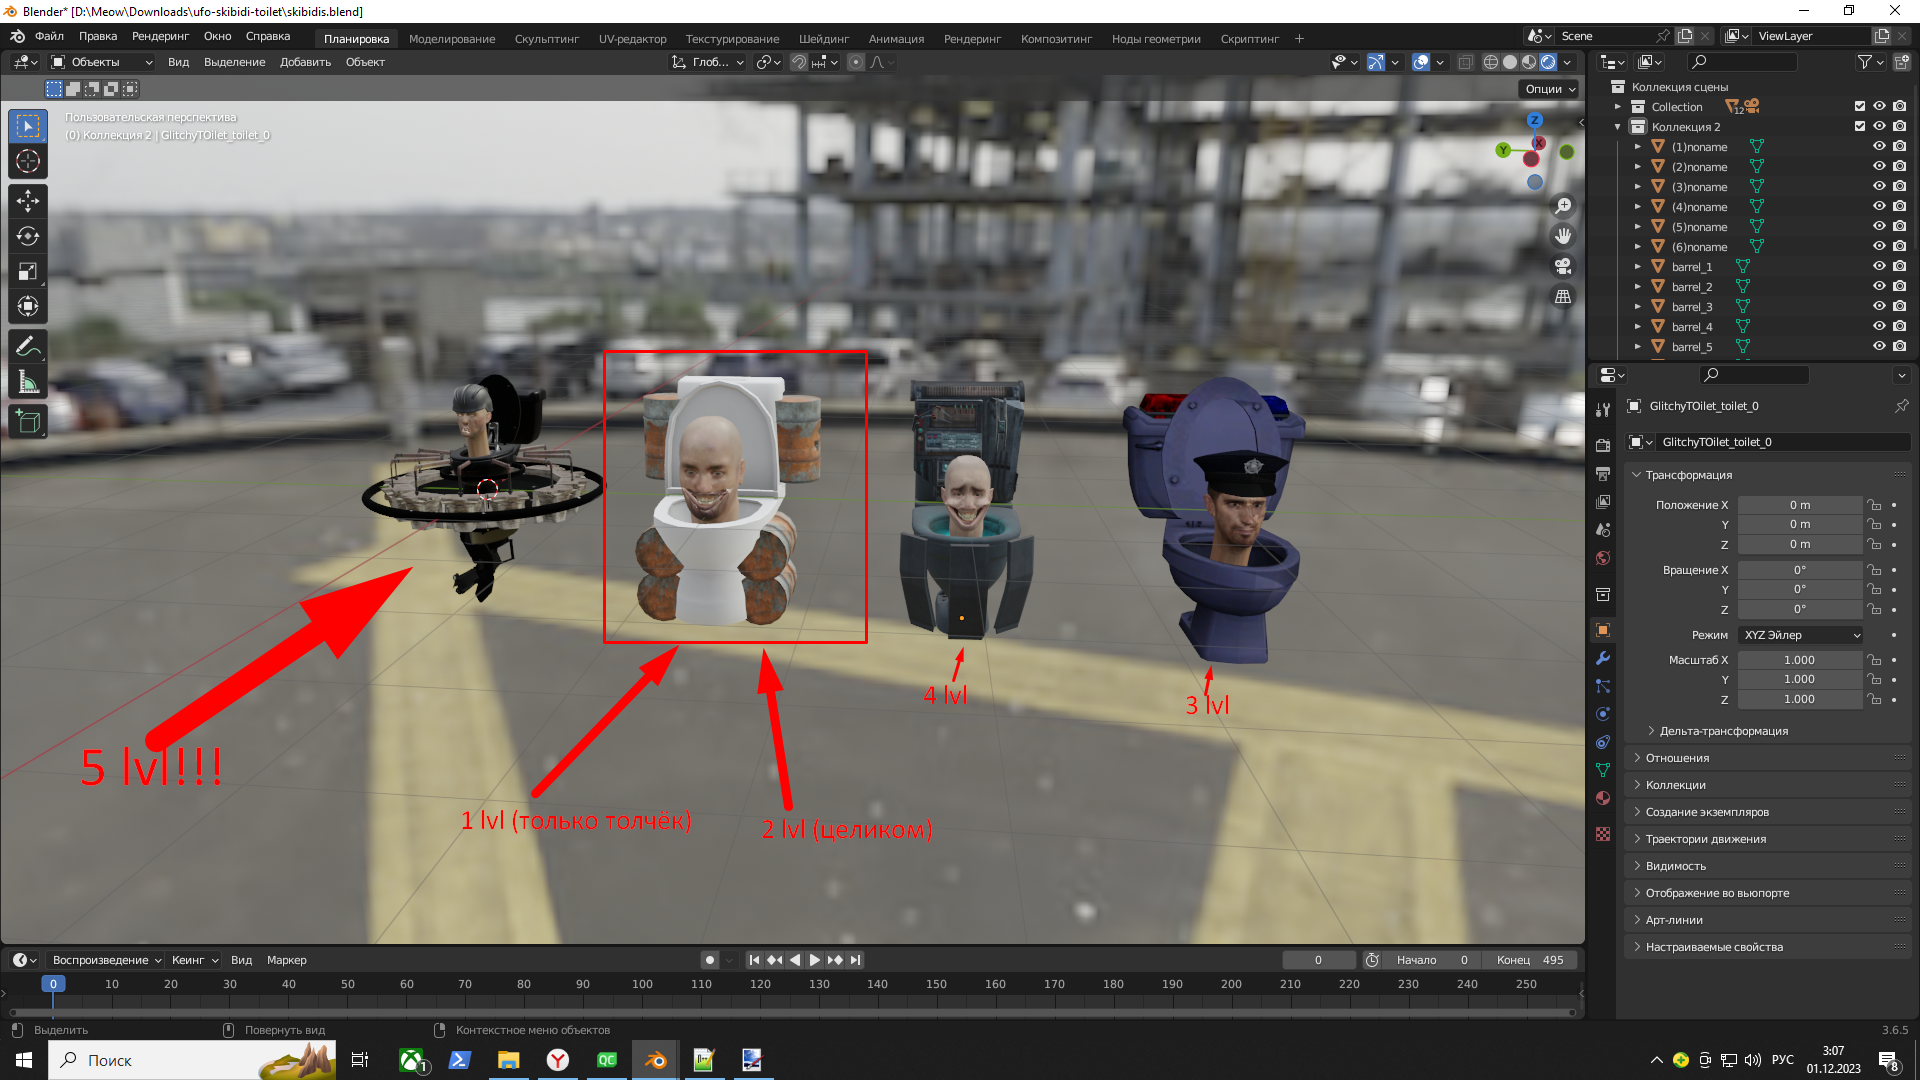 Blender* [D:\Meow\Downloads\ufo-skibidi-toilet\skibidis.blend]
Файл Правка Рендеринг Окно Справка
Планировка Моделирование Скульптинг UV-редактор Текстурирование Шейдинг Анимация Рендеринг Композитинг Ноды геометрии Скриптинг +
Scene ViewLayer
Объекты Вид Выделение Добавить Объект
Глоб...
Опции
Пользовательская перспектива
(0) Коллекция 2 | GlitchyTOilet_toilet_0
Z
X
Y
5 lvl!!!
1 lvl (только толчёк)
2 lvl (целиком)
4 lvl
3 lvl
Коллекция сцены
Collection 12
Коллекция 2
(1)noname
(2)noname
(3)noname
(4)noname
(5)noname
(6)noname
barrel_1
barrel_2
barrel_3
barrel_4
barrel_5
GlitchyTOilet_toilet_0
GlitchyTOilet_toilet_0
Трансформация
Положение X 0 m
Y 0 m
Z 0 m
Вращение X 0°
Y 0°
Z 0°
Режим XYZ Эйлер
Масштаб X 1.000
Y 1.000
Z 1.000
Дельта-трансформация
Отношения
Коллекции
Создание экземпляров
Траектории движения
Видимость
Отображение во вьюпорте
Арт-линии
Настраиваемые свойства
Воспроизведение Кеинг Вид Маркер
0 Начало 0 Конец 495
0 10 20 30 40 50 60 70 80 90 100 110 120 130 140 150 160 170 180 190 200 210 220 230 240 250
Выделить Повернуть вид Контекстное меню объектов
3.6.5
Поиск
1
QC
РУС
3:07
01.12.2023
8